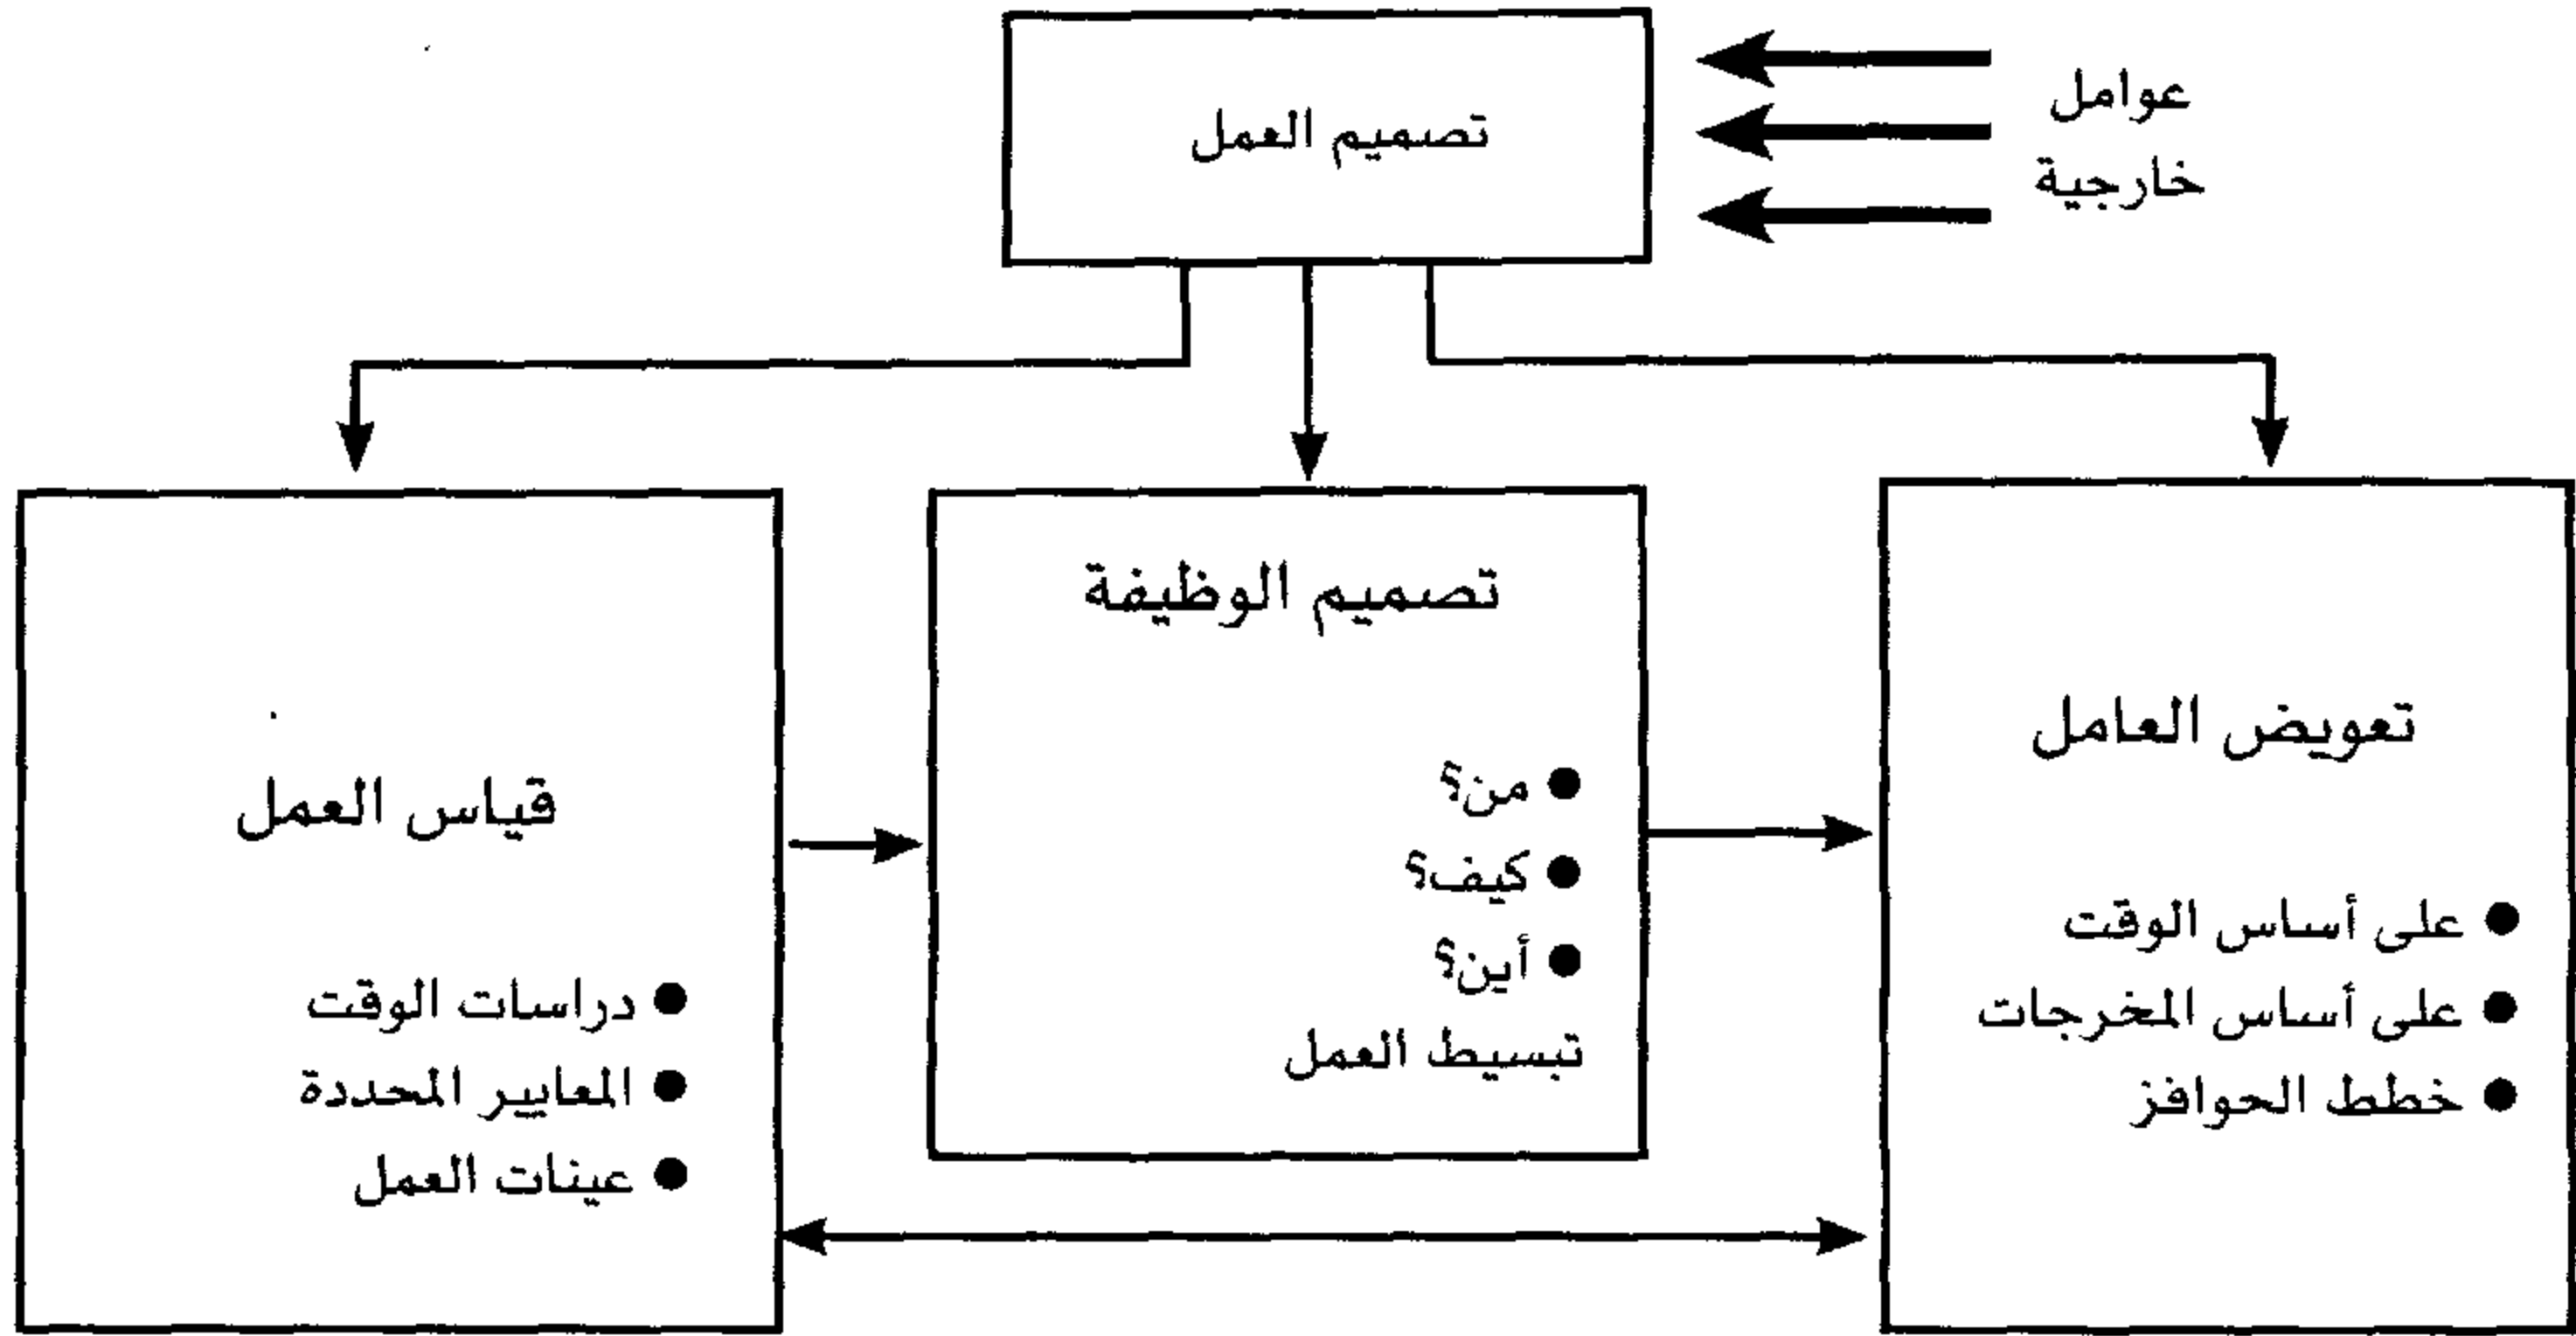 تصميم العمل
عوامل
خارجية
تعويض العامل
● على أساس الوقت
● على أساس المخرجات
● خطط الحوافز
تصميم الوظيفة
● من؟
● كيف؟
● أين؟
تبسيط العمل
قياس العمل
● دراسات الوقت
● المعايير المحددة
● عينات العمل